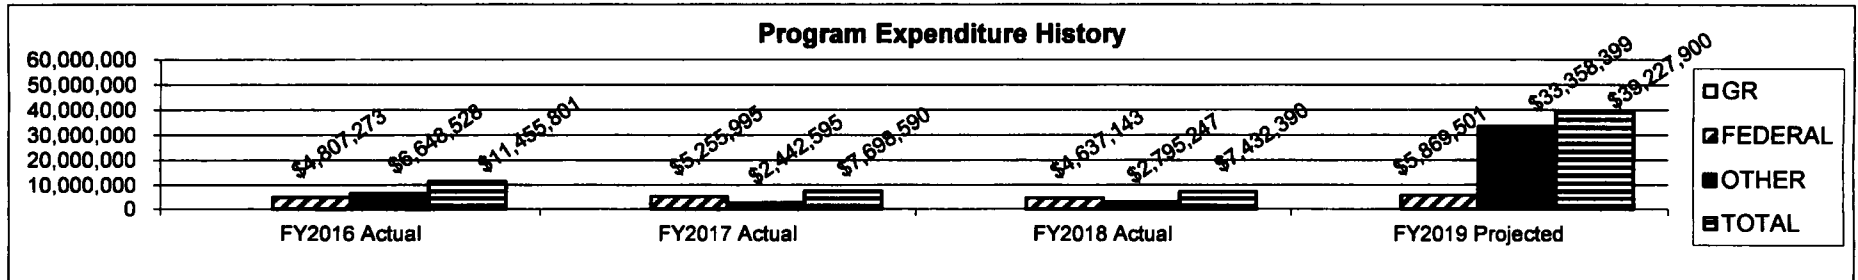 Program Expenditure History
60,000,000
50,000,000
40,000,000
30,000,000
20,000,000
10,000,000
0
$4,807,273
$6,648,528
$11,455,801
$5,255,995
$2,442,595
$7,698,590
$4,637,143
$2,795,247
$7,432,390
$5,869,501
$33,358,399
$39,227,900
FY2016 Actual
FY2017 Actual
FY2018 Actual
FY2019 Projected
GR
FEDERAL
OTHER
TOTAL